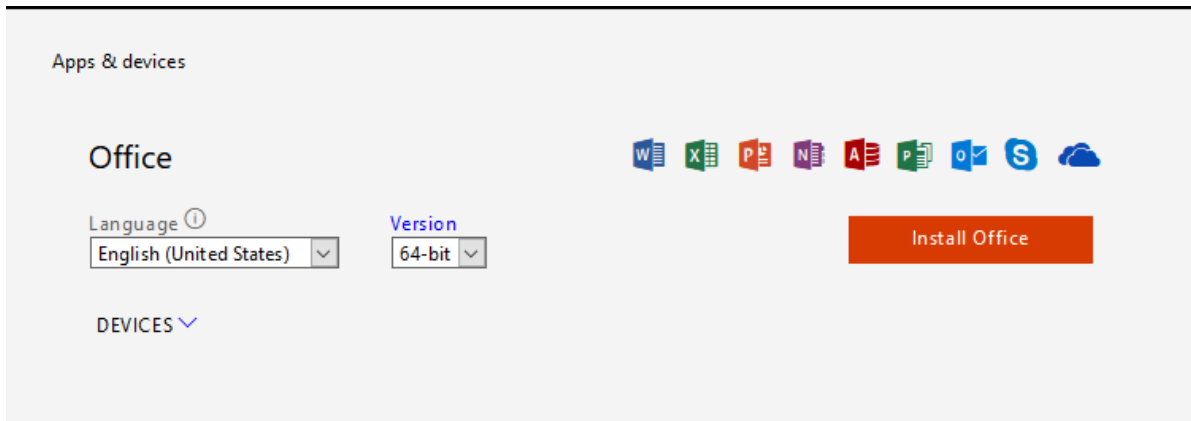 Apps & devices
Office
W X P N A P O S
Language Version
English (United States) 64-bit Install Office
DEVICES